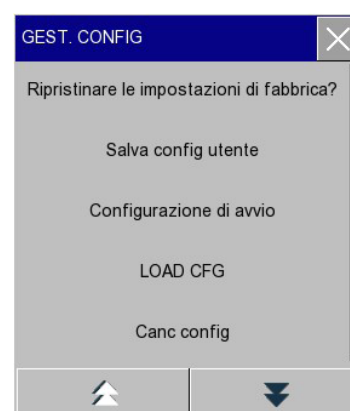 GEST. CONFIG
Ripristinare le impostazioni di fabbrica?
Salva config utente
Configurazione di avvio
LOAD CFG
Canc config